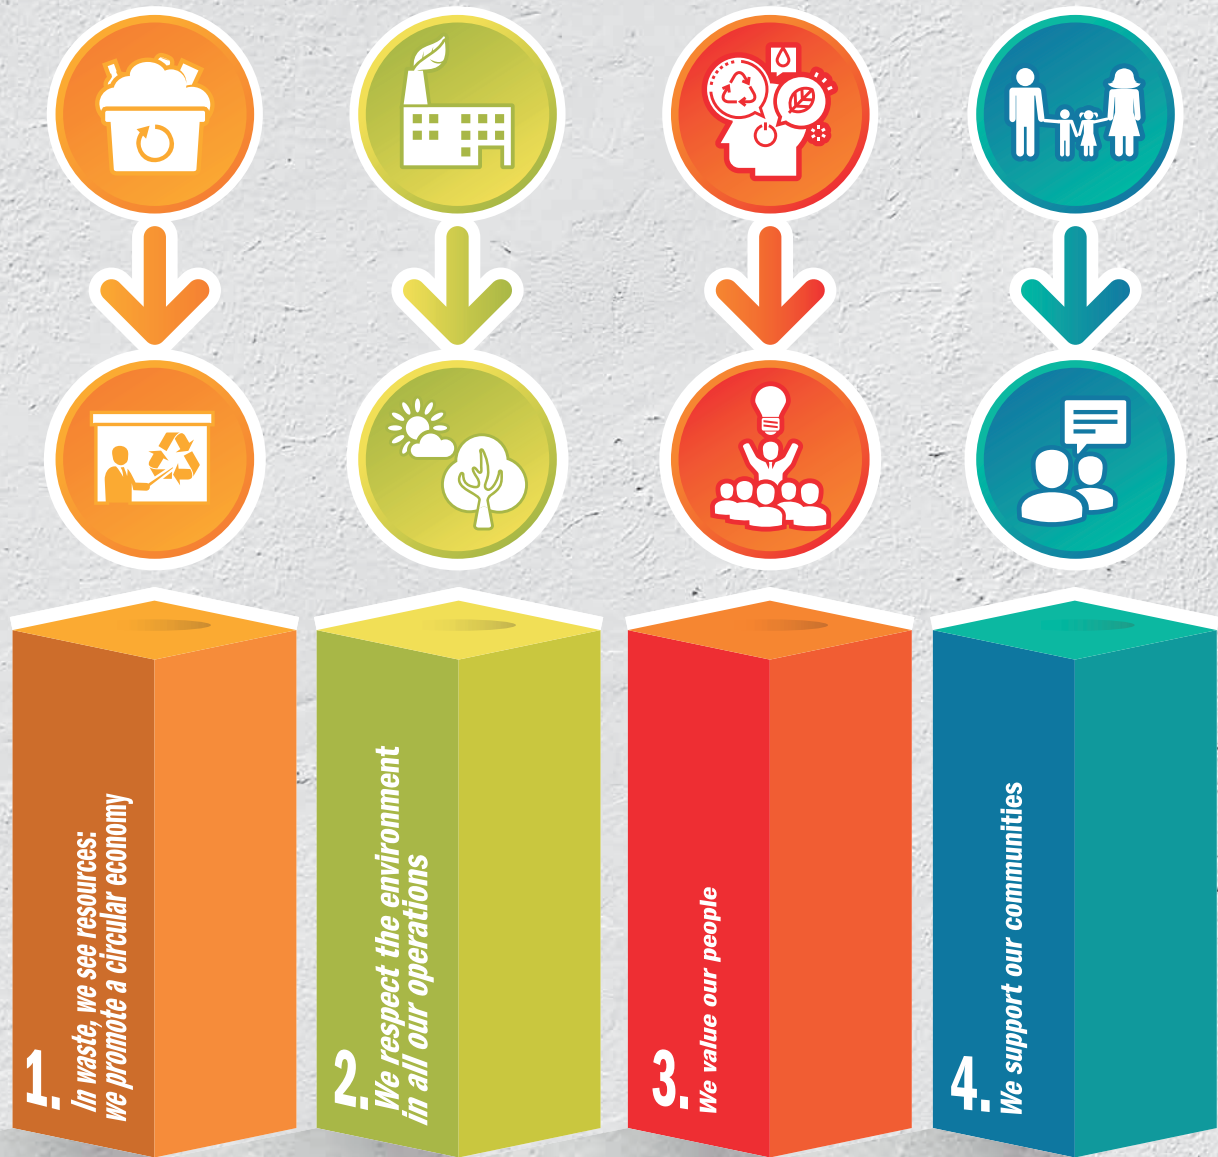 1.
In waste, we see resources:
we promote a circular economy
2.
We respect the environment
in all our operations
3.
We value our people
4.
We support our communities